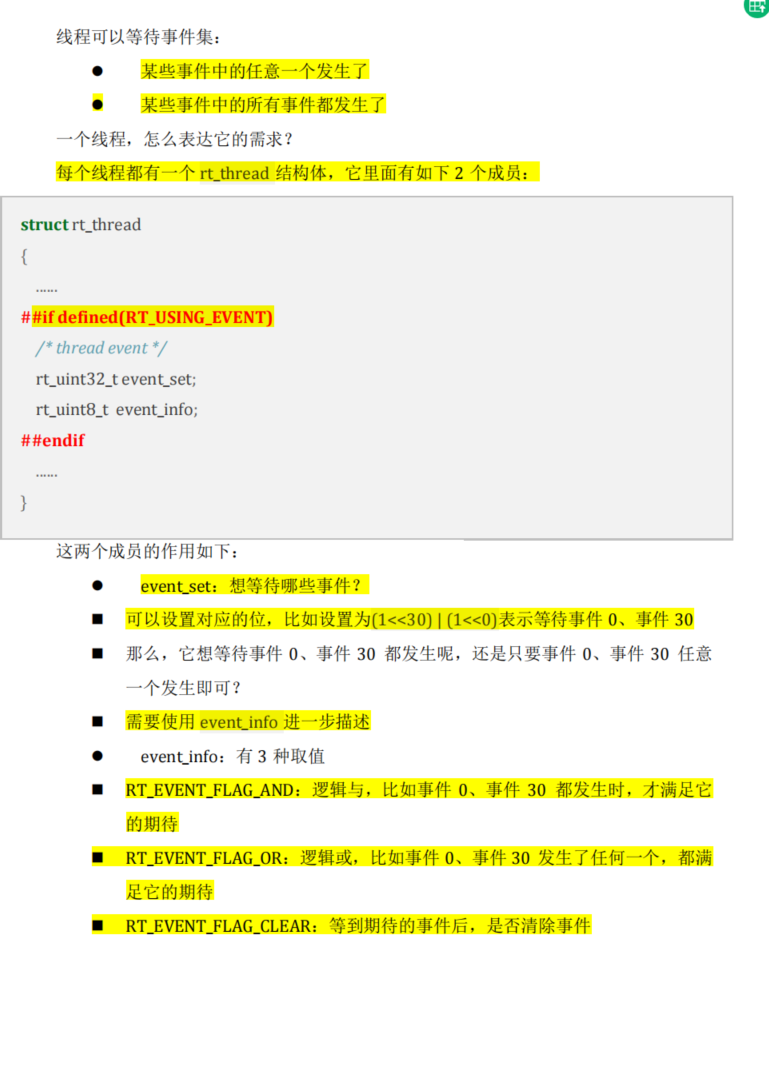 线程可以等待事件集：
● 某些事件中的任意一个发生了
● 某些事件中的所有事件都发生了
一个线程，怎么表达它的需求？
每个线程都有一个 rt_thread 结构体，它里面有如下 2 个成员：
struct rt_thread
{
......
##if defined(RT_USING_EVENT)
/* thread event */
rt_uint32_t event_set;
rt_uint8_t event_info;
##endif
......
}
这两个成员的作用如下：
● event_set：想等待哪些事件？
■ 可以设置对应的位，比如设置为(1<<30) | (1<<0)表示等待事件 0、事件 30
■ 那么，它想等待事件 0、事件 30 都发生呢，还是只要事件 0、事件 30 任意
一个发生即可？
■ 需要使用 event_info 进一步描述
● event_info：有 3 种取值
■ RT_EVENT_FLAG_AND：逻辑与，比如事件 0、事件 30 都发生时，才满足它
的期待
■ RT_EVENT_FLAG_OR：逻辑或，比如事件 0、事件 30 发生了任何一个，都满
足它的期待
■ RT_EVENT_FLAG_CLEAR：等到期待的事件后，是否清除事件